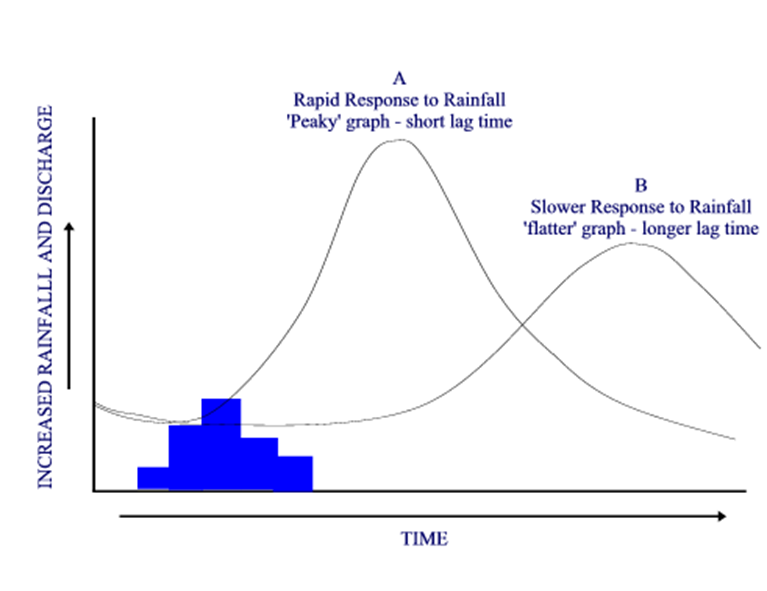 A
Rapid Response to Rainfall
'Peaky' graph - short lag time
B
Slower Response to Rainfall
'flatter' graph - longer lag time
INCREASED RAINFALLL AND DISCHARGE
TIME